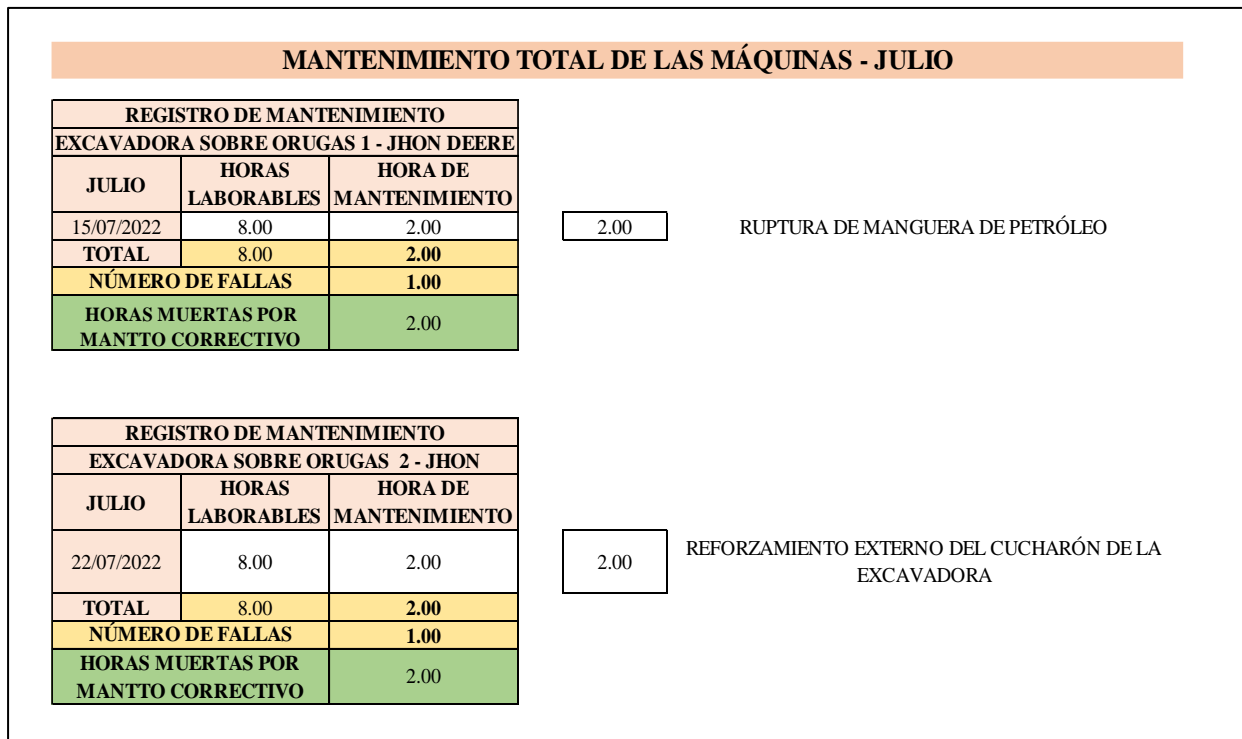 MANTENIMIENTO TOTAL DE LAS MÁQUINAS - JULIO
REGISTRO DE MANTENIMIENTO
EXCAVADORA SOBRE ORUGAS 1 - JHON DEERE
JULIO
HORAS
LABORABLES
HORA DE
MANTENIMIENTO
15/07/2022 8.00 2.00 2.00 RUPTURA DE MANGUERA DE PETRÓLEO
TOTAL 8.00 2.00
NÚMERO DE FALLAS 1.00
HORAS MUERTAS POR
MANTTO CORRECTIVO
2.00
REGISTRO DE MANTENIMIENTO
EXCAVADORA SOBRE ORUGAS 2 - JHON
JULIO
HORAS
LABORABLES
HORA DE
MANTENIMIENTO
22/07/2022 8.00 2.00 2.00
REFORZAMIENTO EXTERNO DEL CUCHARÓN DE LA
EXCAVADORA
TOTAL 8.00 2.00
NÚMERO DE FALLAS 1.00
HORAS MUERTAS POR
MANTTO CORRECTIVO
2.00